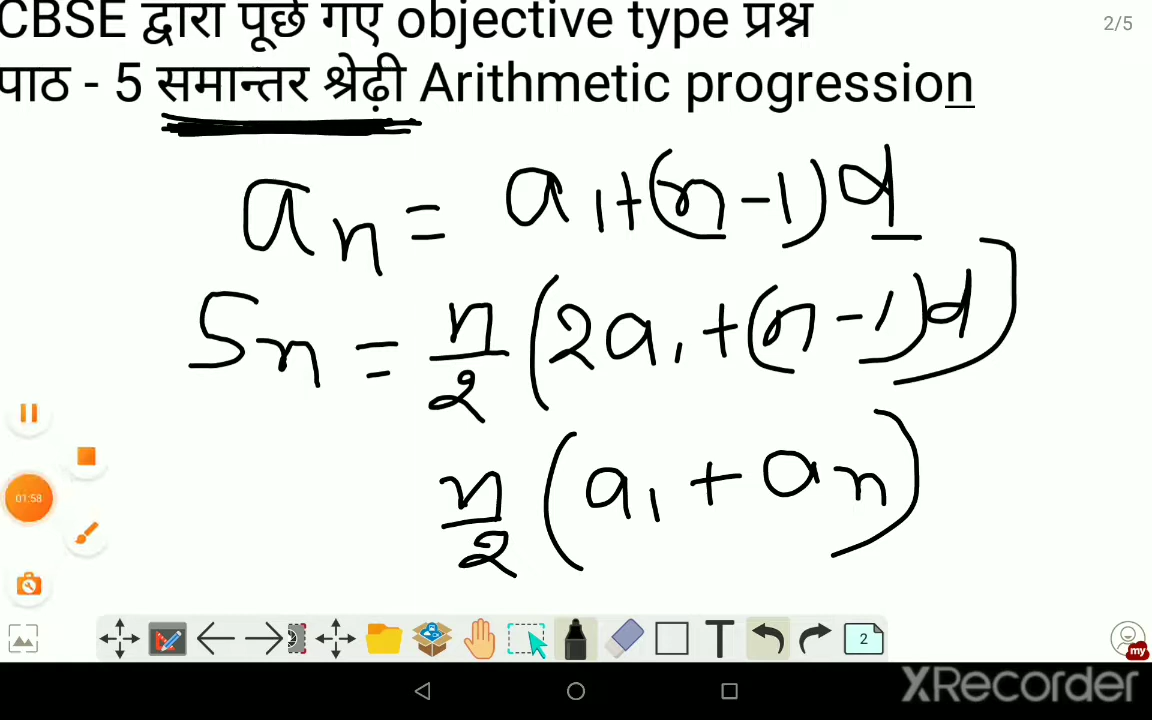 CBSE द्वारा पूछे गए objective type प्रश्न
2/5
पाठ - 5 समान्तर श्रेढ़ी Arithmetic progression
an = a1+(n-1)d
Sn = n/2 (2a1+(n-1)d)
n/2 (a1 + an)
01:58
T
2
my
XRecorder